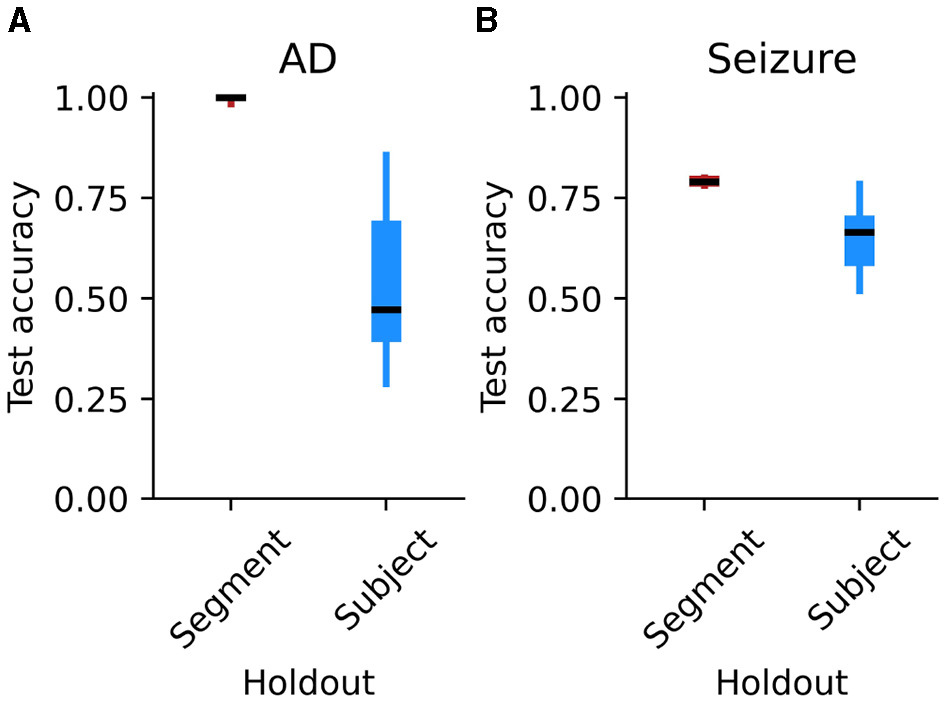 A
AD
Test accuracy
1.00
0.75
0.50
0.25
0.00
Segment
Subject
Holdout
B
Seizure
Test accuracy
1.00
0.75
0.50
0.25
0.00
Segment
Subject
Holdout